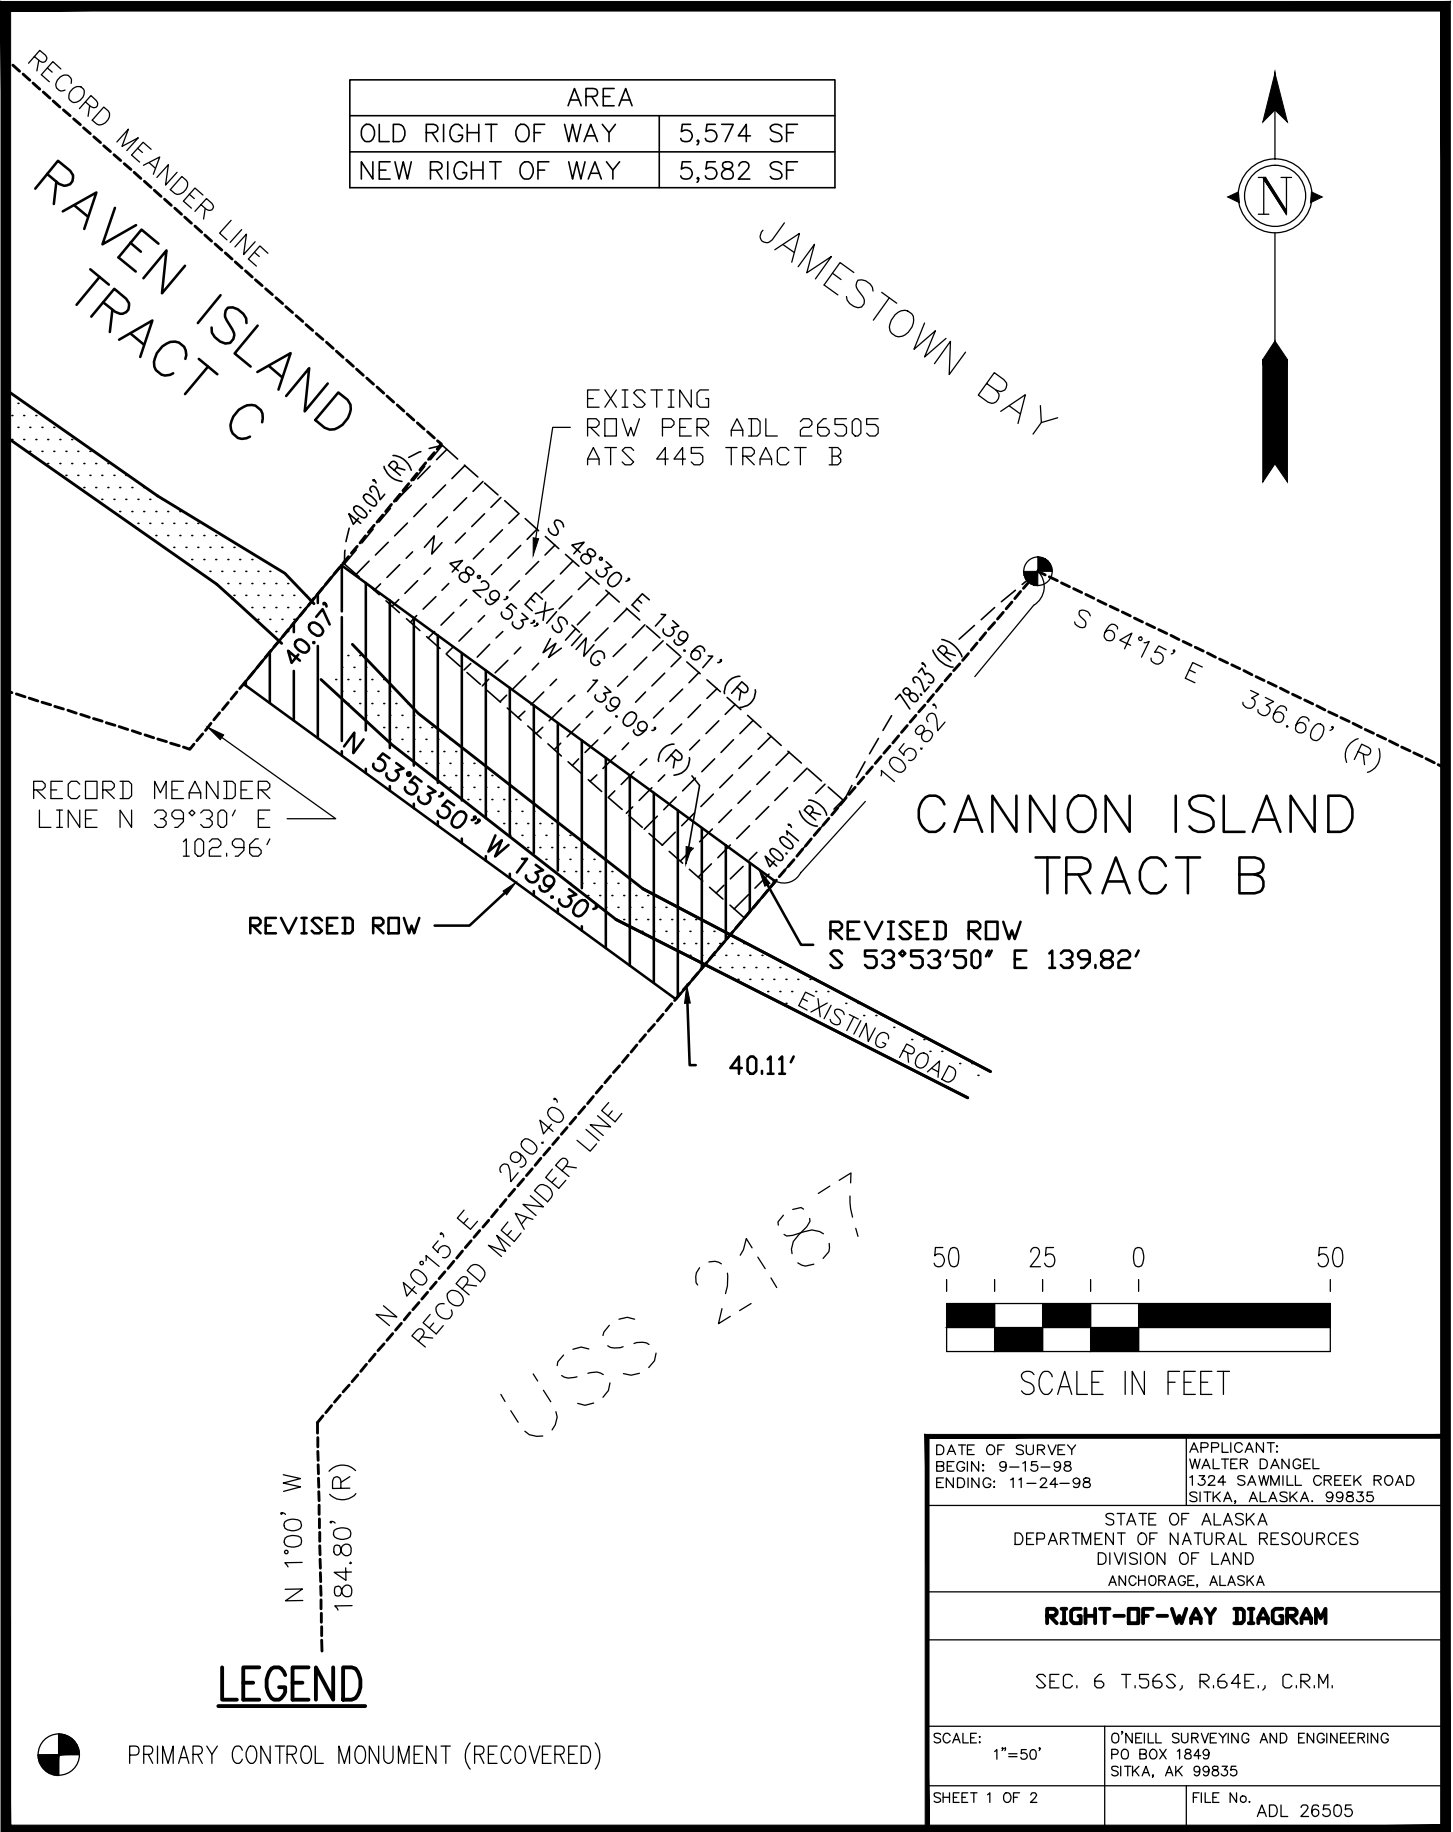 RECORD MEANDER LINE
AREA
OLD RIGHT OF WAY 5,574 SF
NEW RIGHT OF WAY 5,582 SF
N
RAVEN ISLAND
TRACT C
JAMESTOWN BAY
EXISTING
ROW PER ADL 26505
ATS 445 TRACT B
40.02' (R)
S 48°30' E 139.61' (R)
N 48°29'53" W 139.09' (R)
EXISTING
40.07'
78.23' (R)
105.82'
S 64°15' E 336.60' (R)
RECORD MEANDER
LINE N 39°30' E
102.96'
N 53°53'50" W 139.30'
40.01' (R)
CANNON ISLAND
TRACT B
REVISED ROW
REVISED ROW
S 53°53'50" E 139.82'
EXISTING ROAD
40.11'
N 40°15' E 290.40'
RECORD MEANDER LINE
USS 2187
50 25 0 50
SCALE IN FEET
N 1°00' W
184.80' (R)
LEGEND
PRIMARY CONTROL MONUMENT (RECOVERED)
DATE OF SURVEY
BEGIN: 9-15-98
ENDING: 11-24-98
APPLICANT:
WALTER DANGEL
1324 SAWMILL CREEK ROAD
SITKA, ALASKA. 99835
STATE OF ALASKA
DEPARTMENT OF NATURAL RESOURCES
DIVISION OF LAND
ANCHORAGE, ALASKA
RIGHT-OF-WAY DIAGRAM
SEC. 6 T.56S, R.64E., C.R.M.
SCALE:
1"=50'
O'NEILL SURVEYING AND ENGINEERING
PO BOX 1849
SITKA, AK 99835
SHEET 1 OF 2
FILE No.
ADL 26505